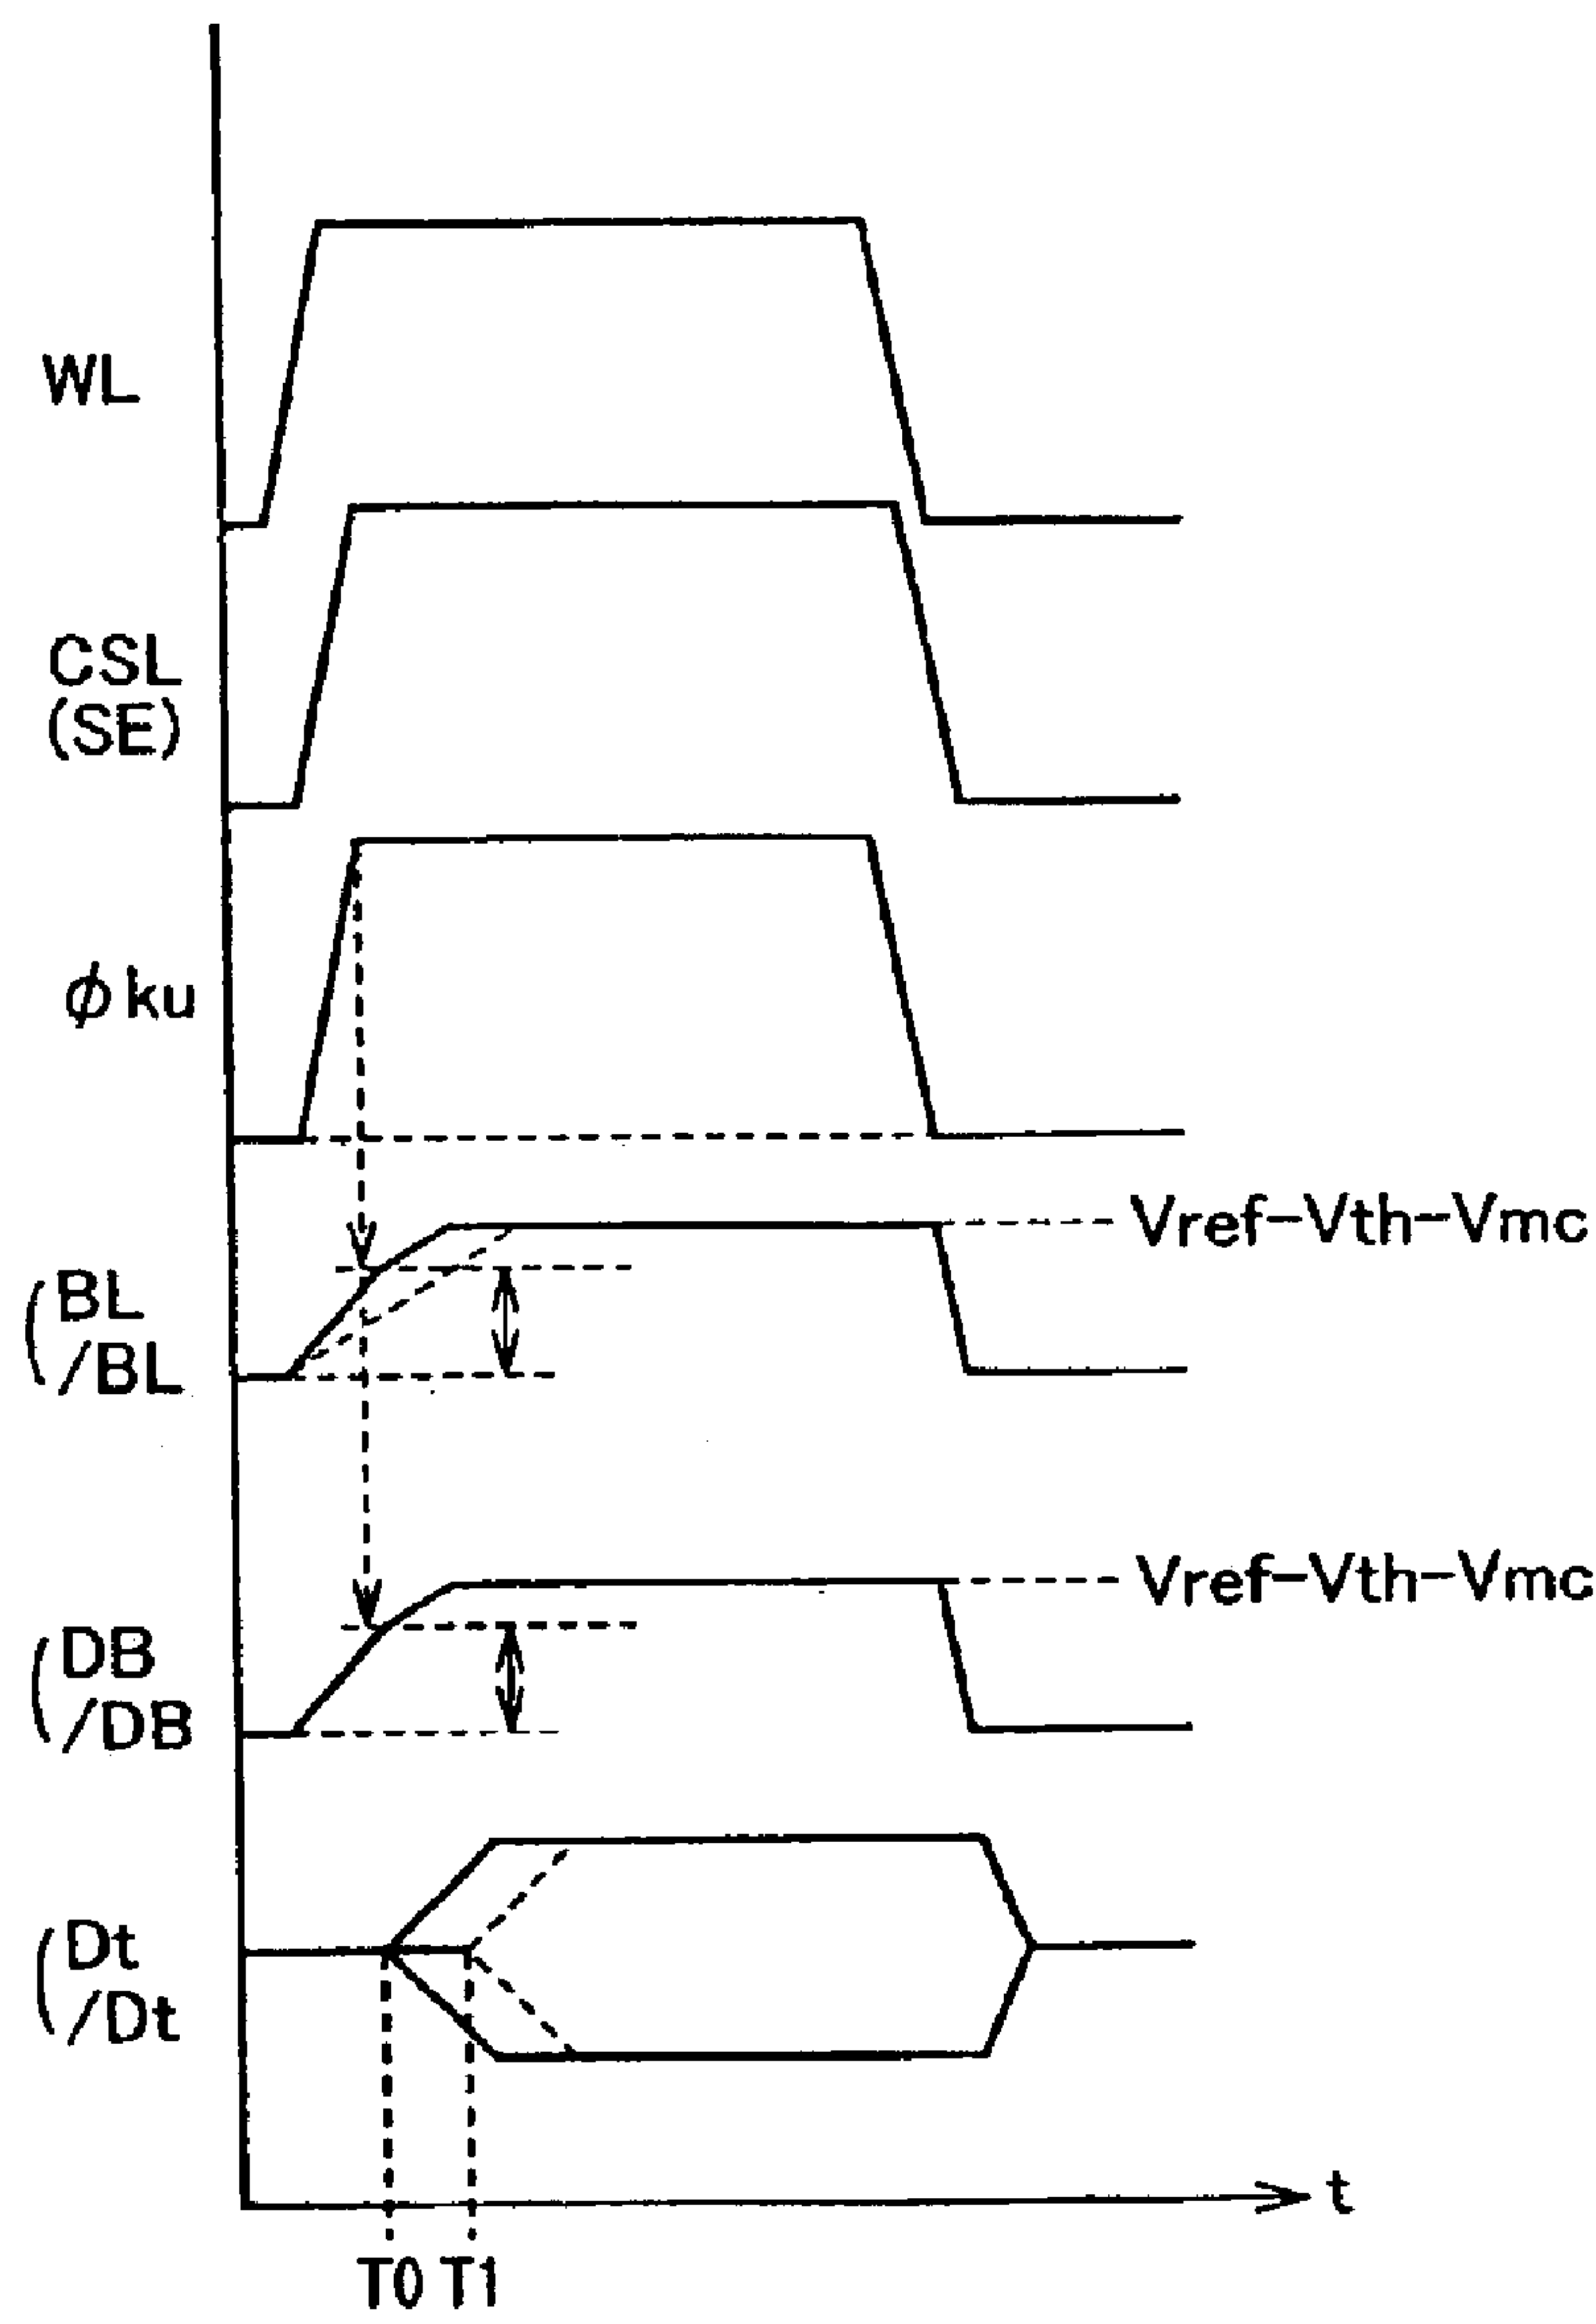 WL
CSL
(SE)
φku
Vref-Vth-Vmc
(BL
/BL
Vref-Vth-Vmc
(DB
/DB
(Dt
/Dt
t
T0 T1